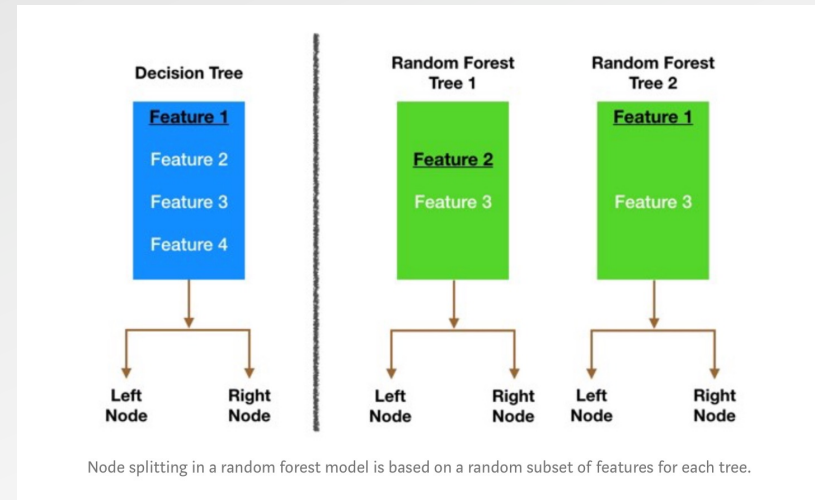 Decision Tree
Feature 1
Feature 2
Feature 3
Feature 4
Left
Node
Right
Node
Random Forest
Tree 1
Feature 2
Feature 3
Left
Node
Right
Node
Random Forest
Tree 2
Feature 1
Feature 3
Left
Node
Right
Node
Node splitting in a random forest model is based on a random subset of features for each tree.